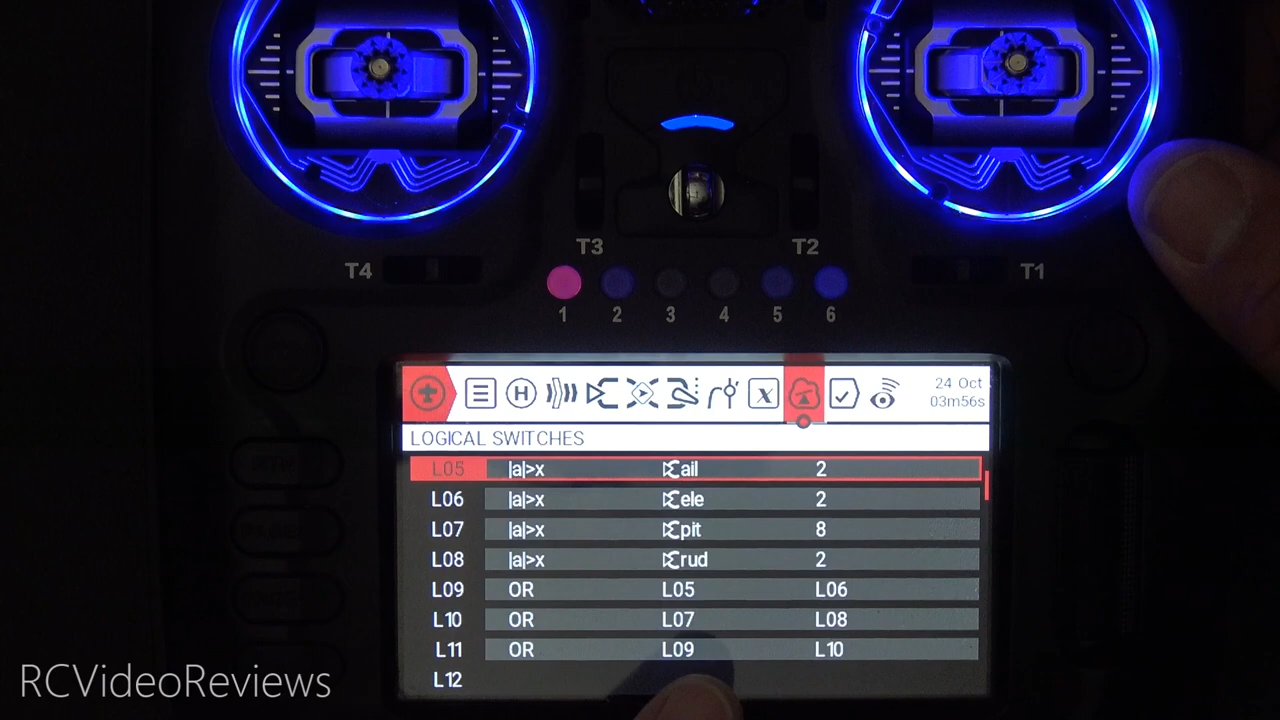 T3
T2
T4
T1
1 2 3 4 5 6
24 Oct
03m56s
LOGICAL SWITCHES
L05 |a|>x ail 2
L06 |a|>x ele 2
L07 |a|>x pit 8
L08 |a|>x rud 2
L09 OR L05 L06
L10 OR L07 L08
L11 OR L09 L10
L12
RCVideoReviews